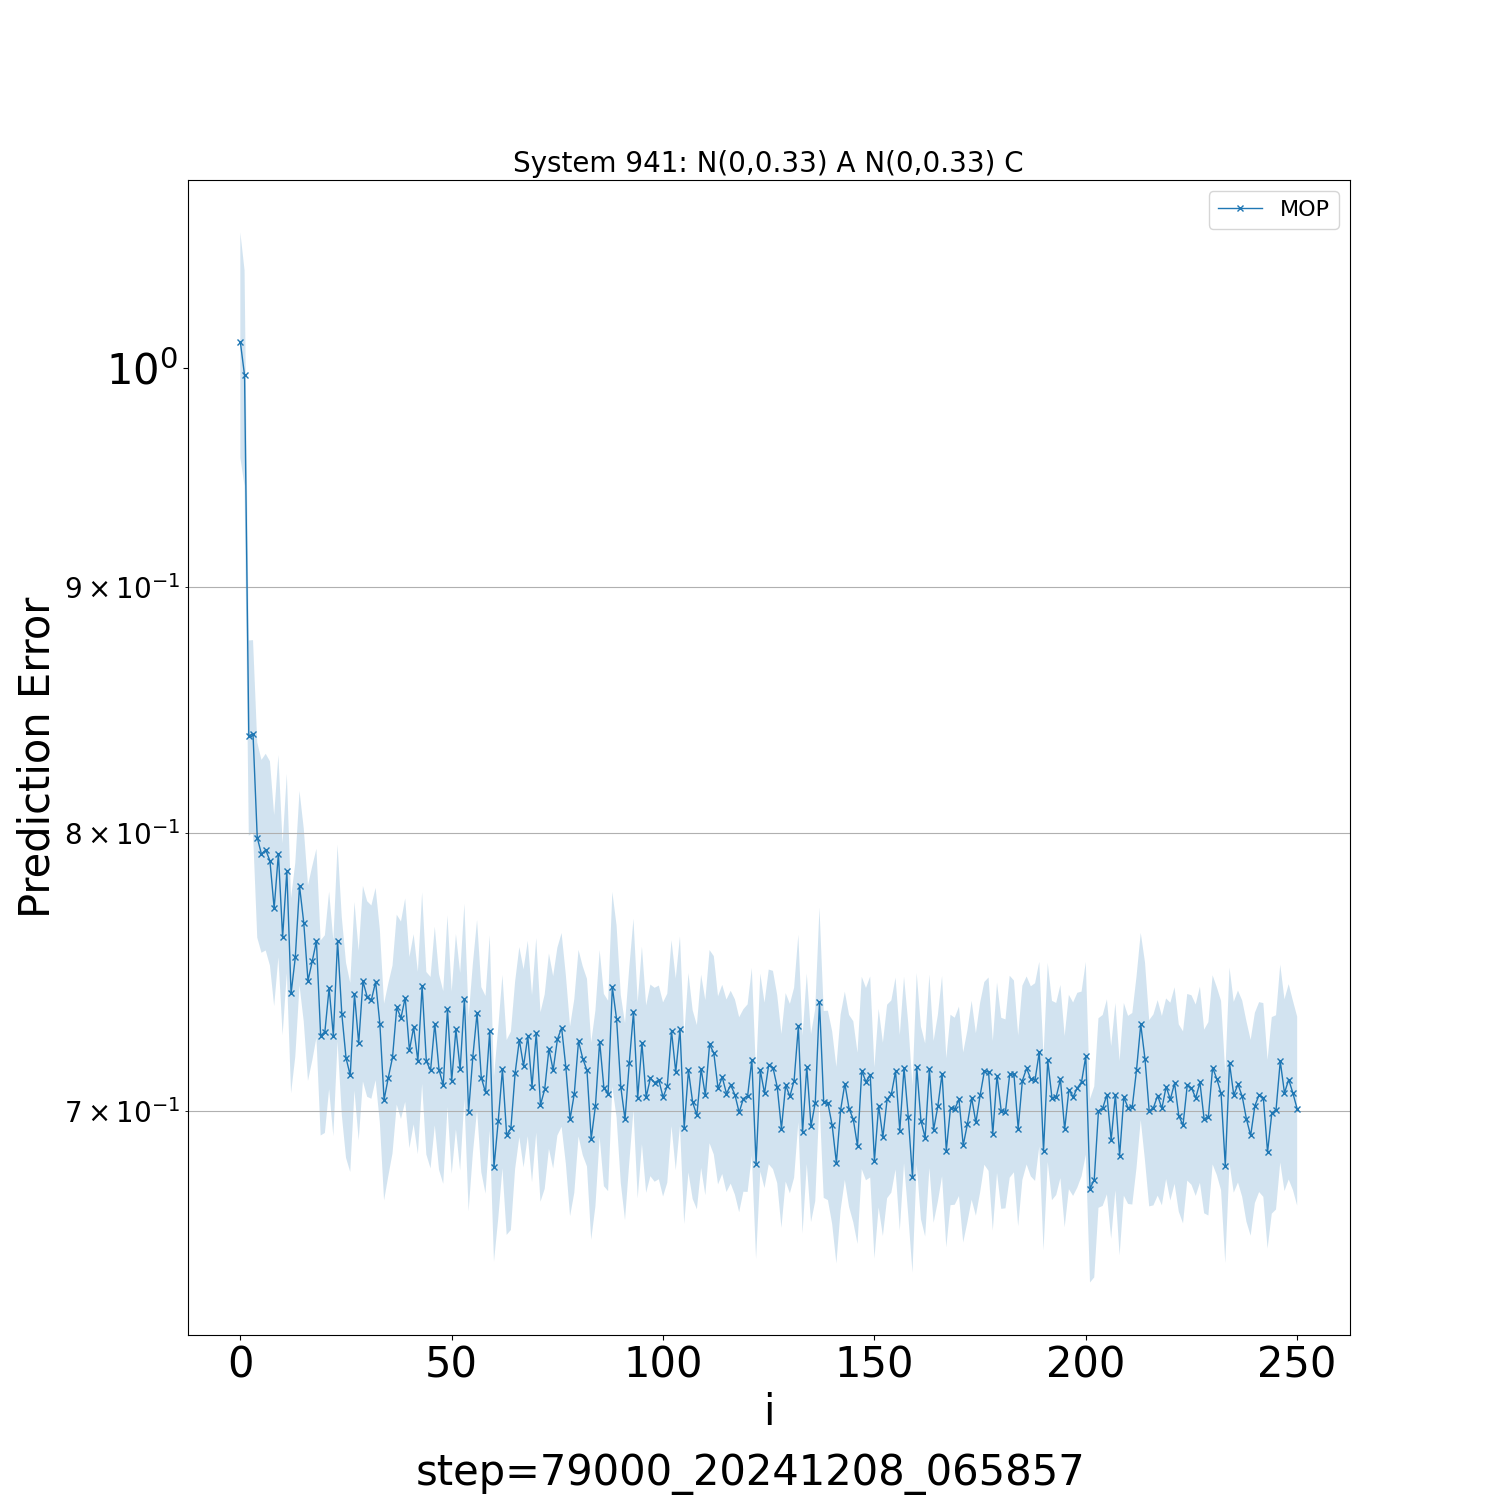 System 941: N(0,0.33) A N(0,0.33) C
MOP
10⁰
9 × 10⁻¹
8 × 10⁻¹
7 × 10⁻¹
Prediction Error
0 50 100 150 200 250
i
step=79000_20241208_065857